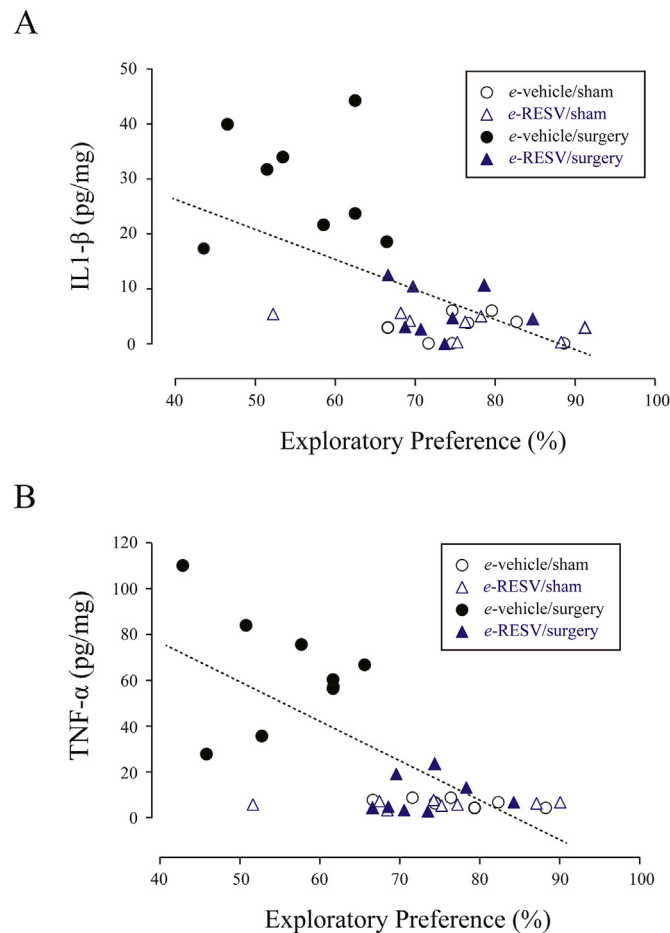 A
50
40
30
20
10
0
IL1-β (pg/mg)
e-vehicle/sham
e-RESV/sham
e-vehicle/surgery
e-RESV/surgery
40 50 60 70 80 90 100
Exploratory Preference (%)
B
120
100
80
60
40
20
0
TNF-α (pg/mg)
e-vehicle/sham
e-RESV/sham
e-vehicle/surgery
e-RESV/surgery
40 50 60 70 80 90 100
Exploratory Preference (%)